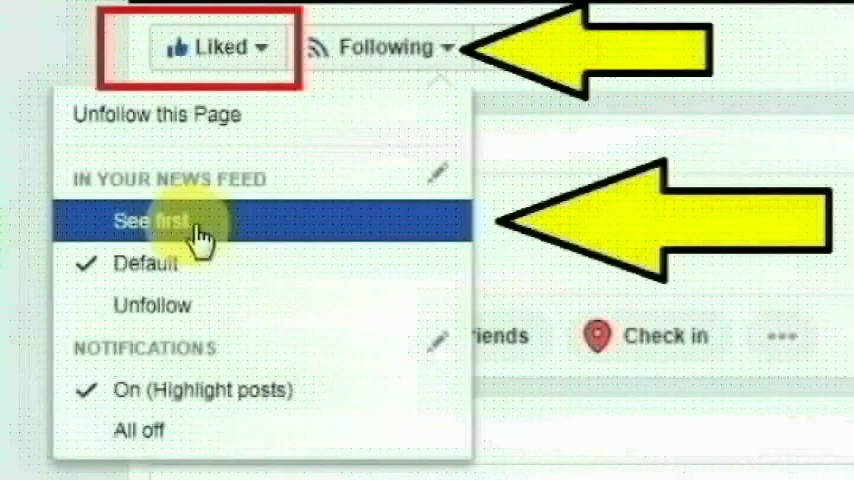 Liked
Following
Unfollow this Page
IN YOUR NEWS FEED
See first
Default
Unfollow
NOTIFICATIONS
riends
Check in
On (Highlight posts)
All off